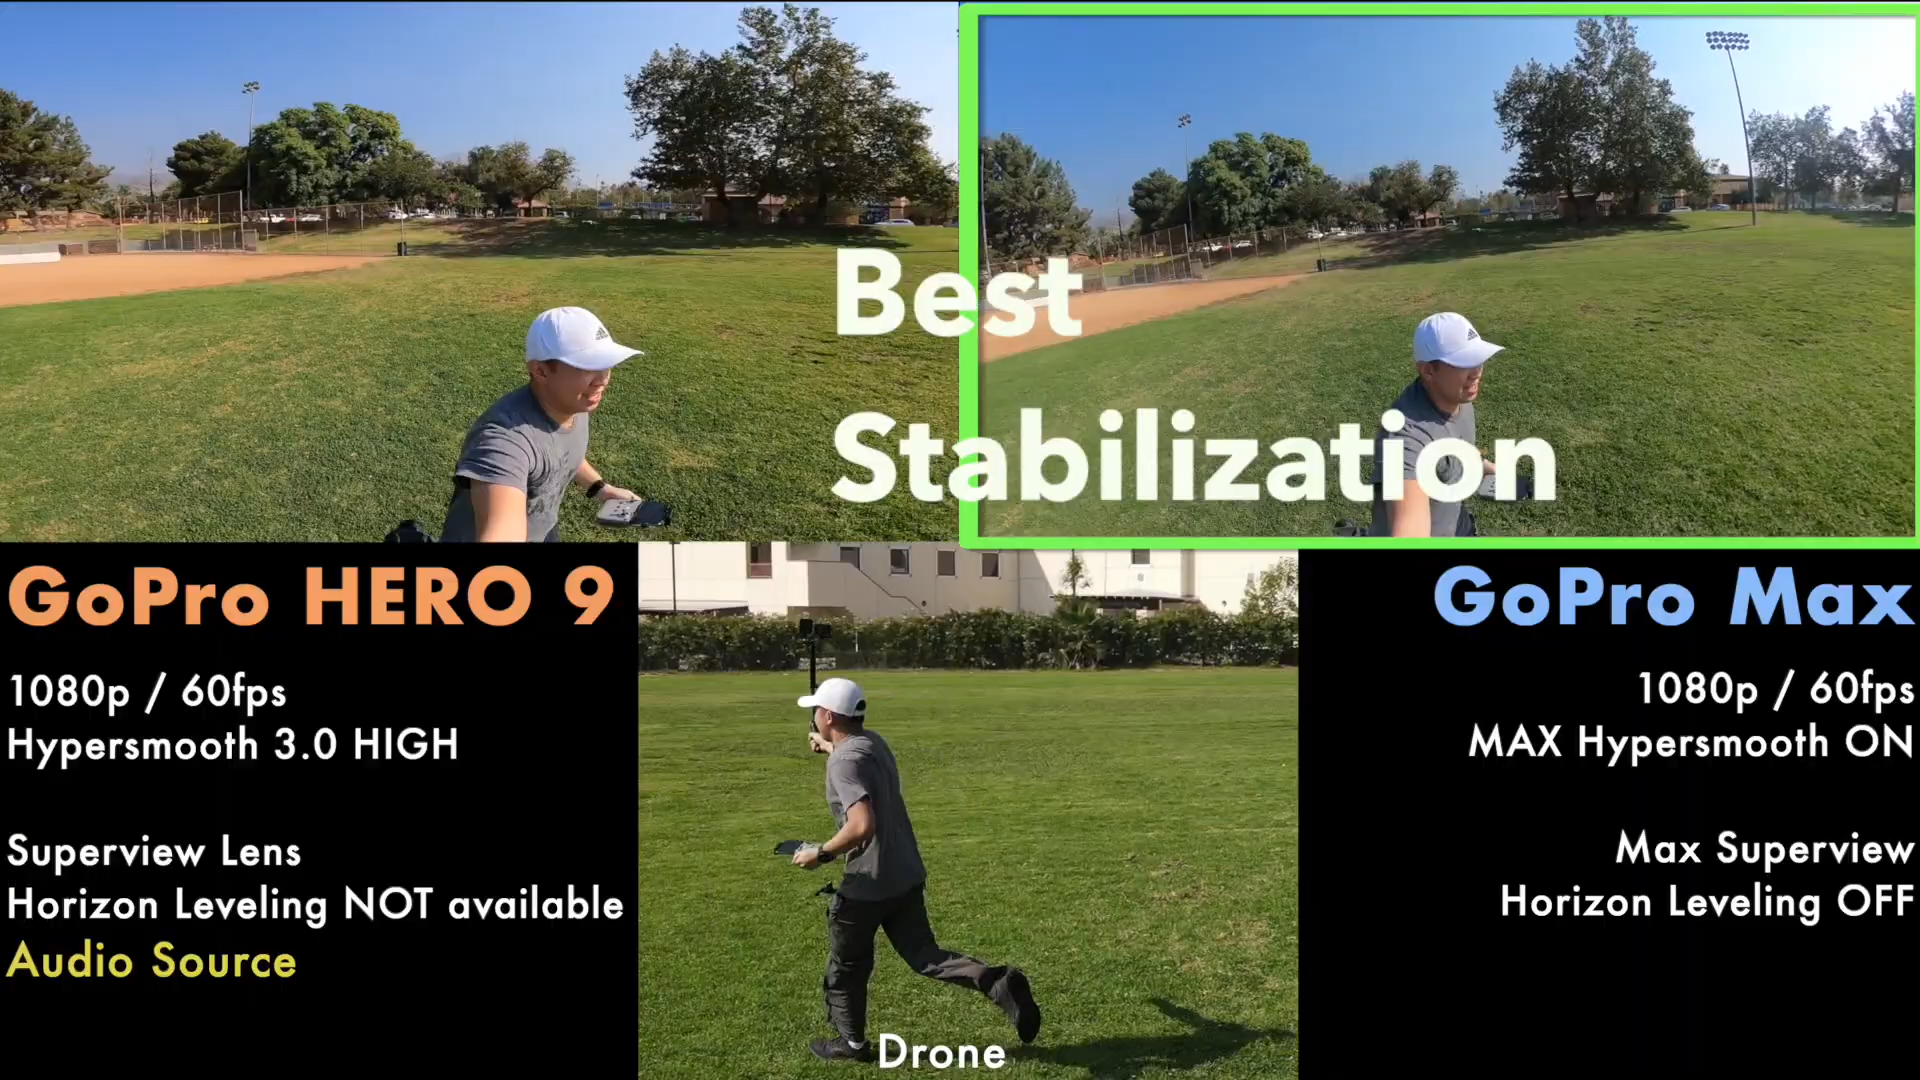 Best
Stabilization
GoPro HERO 9
1080p / 60fps
Hypersmooth 3.0 HIGH
Superview Lens
Horizon Leveling NOT available
Audio Source
Drone
GoPro Max
1080p / 60fps
MAX Hypersmooth ON
Max Superview
Horizon Leveling OFF